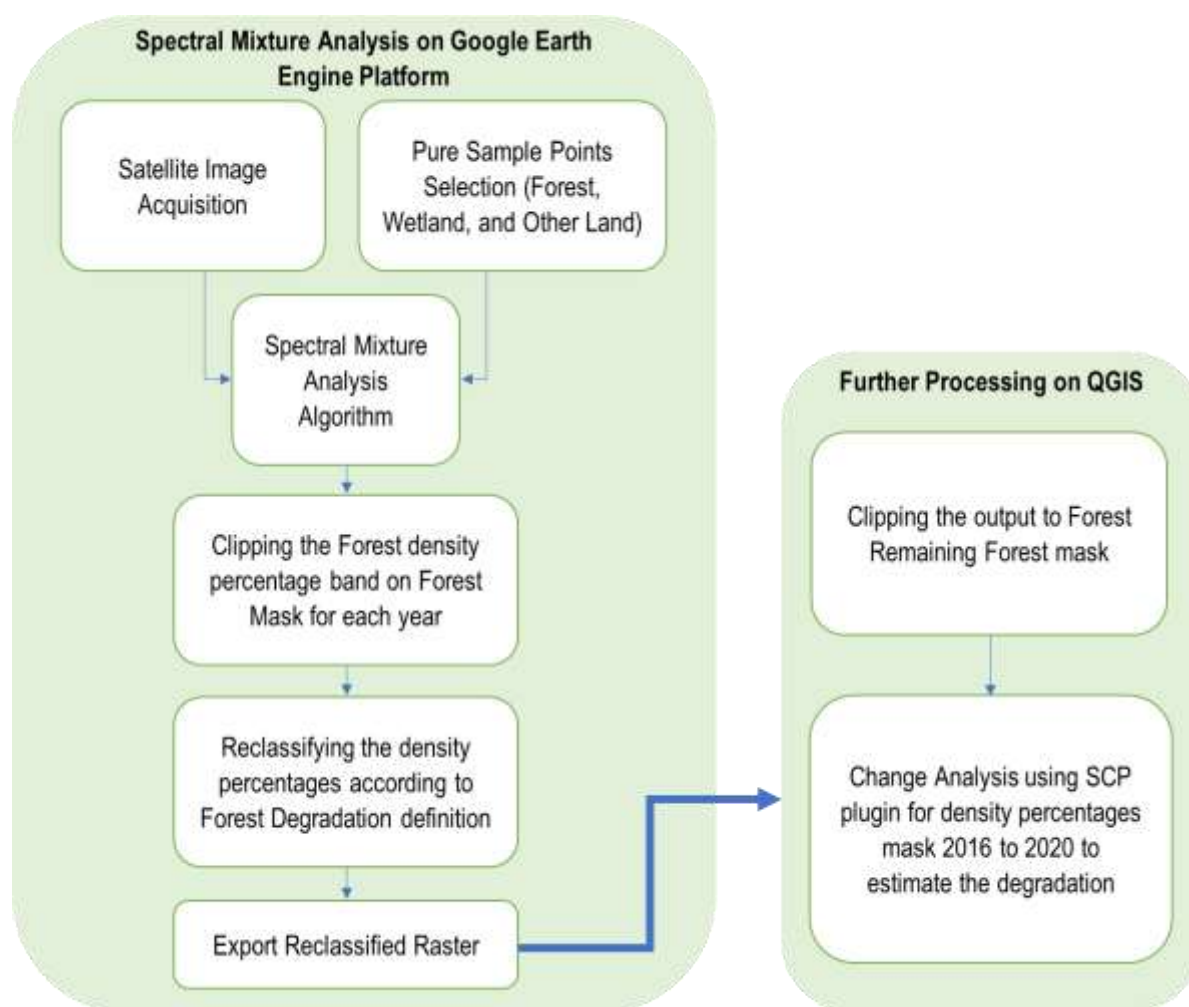 Spectral Mixture Analysis on Google Earth
Engine Platform
Satellite Image
Acquisition
Pure Sample Points
Selection (Forest,
Wetland, and Other Land)
Spectral Mixture
Analysis
Algorithm
Clipping the Forest density
percentage band on Forest
Mask for each year
Reclassifying the density
percentages according to
Forest Degradation definition
Export Reclassified Raster
Further Processing on QGIS
Clipping the output to Forest
Remaining Forest mask
Change Analysis using SCP
plugin for density percentages
mask 2016 to 2020 to
estimate the degradation